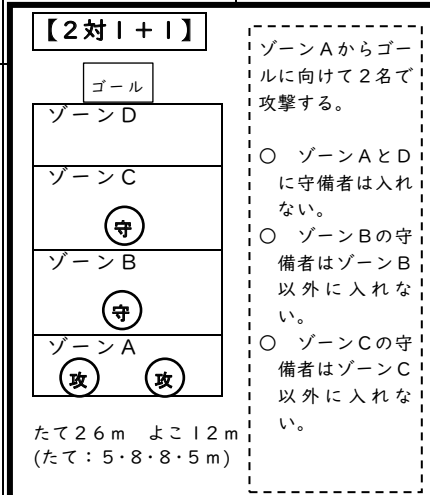 【２対１＋１】
ゴール
ゾーンD
ゾーンC
守
ゾーンB
守
ゾーンA
攻 攻
たて２６ｍ　よこ１２ｍ
(たて：５・８・８・５ｍ)
ゾーンAからゴー
ルに向けて２名で
攻撃する。
○　ゾーンAとD
に守備者は入れ
ない。
○　ゾーンBの守
備者はゾーンB
以外に入れな
い。
○　ゾーンCの守
備者はゾーンC
以外に入れな
い。